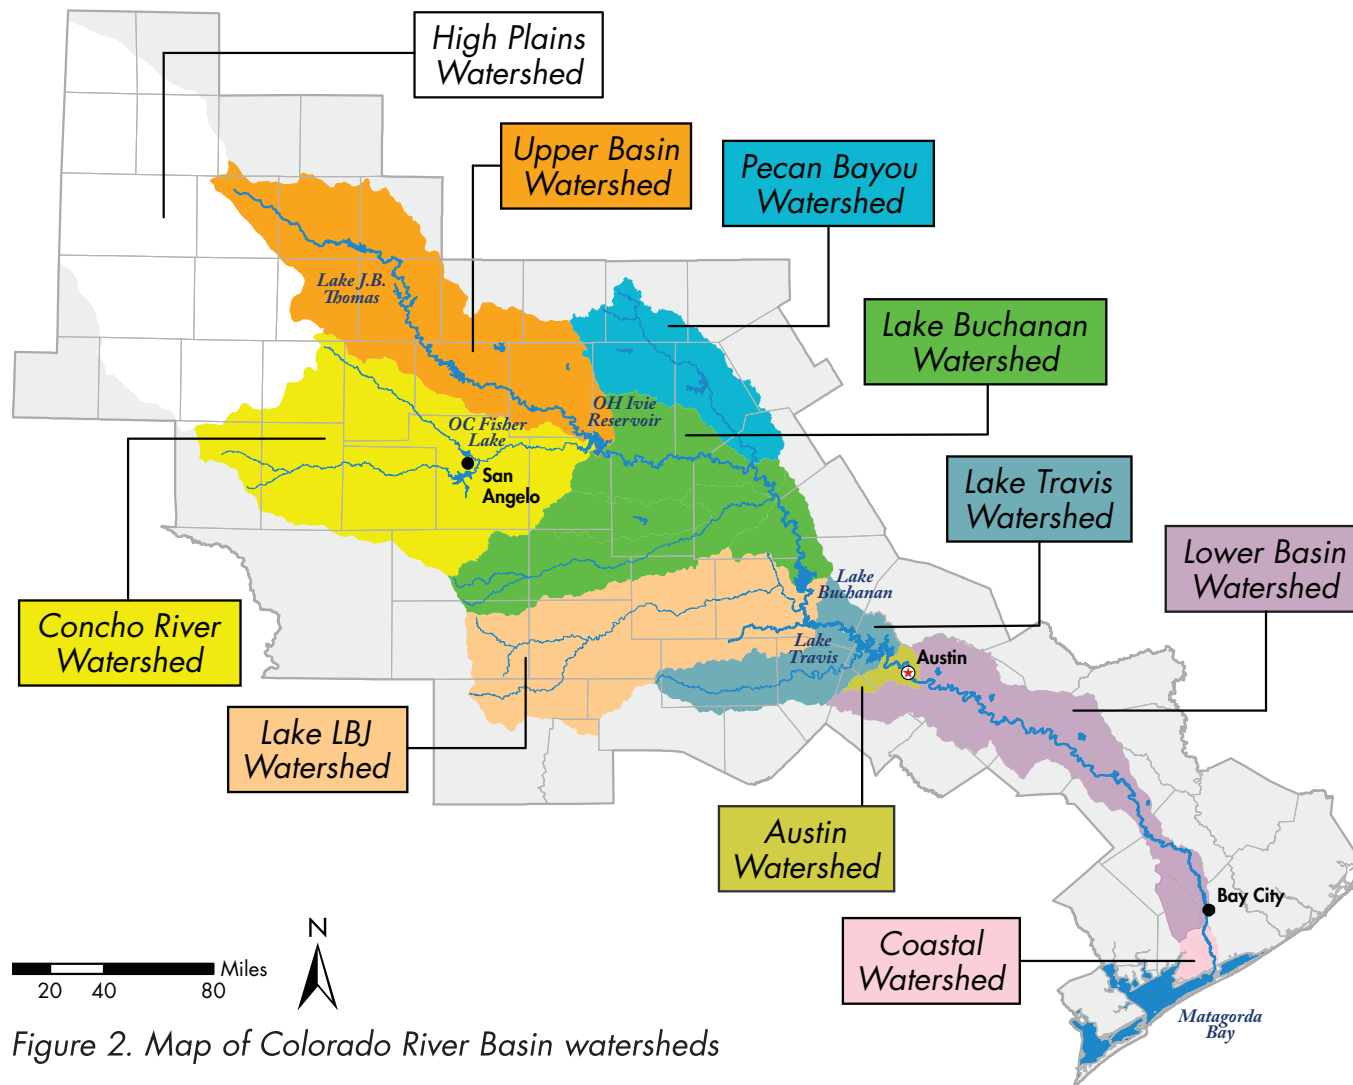 High Plains
Watershed
Upper Basin
Watershed
Pecan Bayou
Watershed
Lake J.B.
Thomas
Lake Buchanan
Watershed
OH Ivie
Reservoir
OC Fisher
Lake
San
Angelo
Lake Travis
Watershed
Lower Basin
Watershed
Lake
Buchanan
Concho River
Watershed
Lake
Travis
Austin
Lake LBJ
Watershed
Austin
Watershed
Bay City
Coastal
Watershed
N
Miles
20 40 80
Matagorda
Bay
Figure 2. Map of Colorado River Basin watersheds